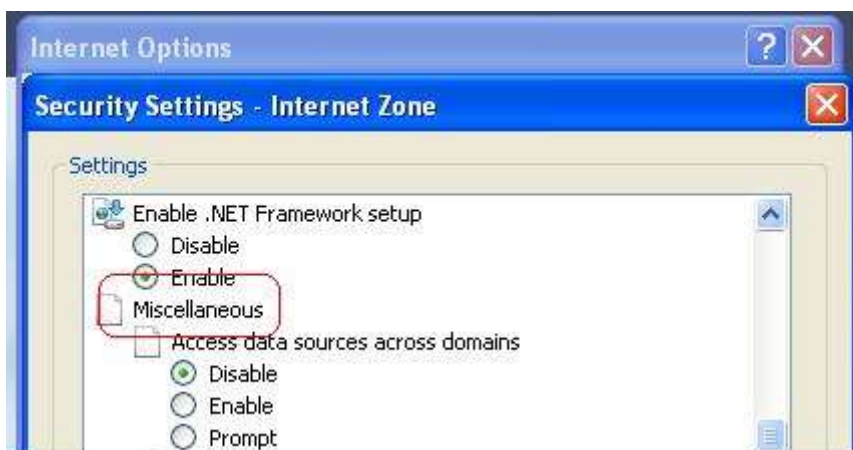 Internet Options
Security Settings - Internet Zone
Settings
Enable .NET Framework setup
Disable
Enable
Miscellaneous
Access data sources across domains
Disable
Enable
Prompt